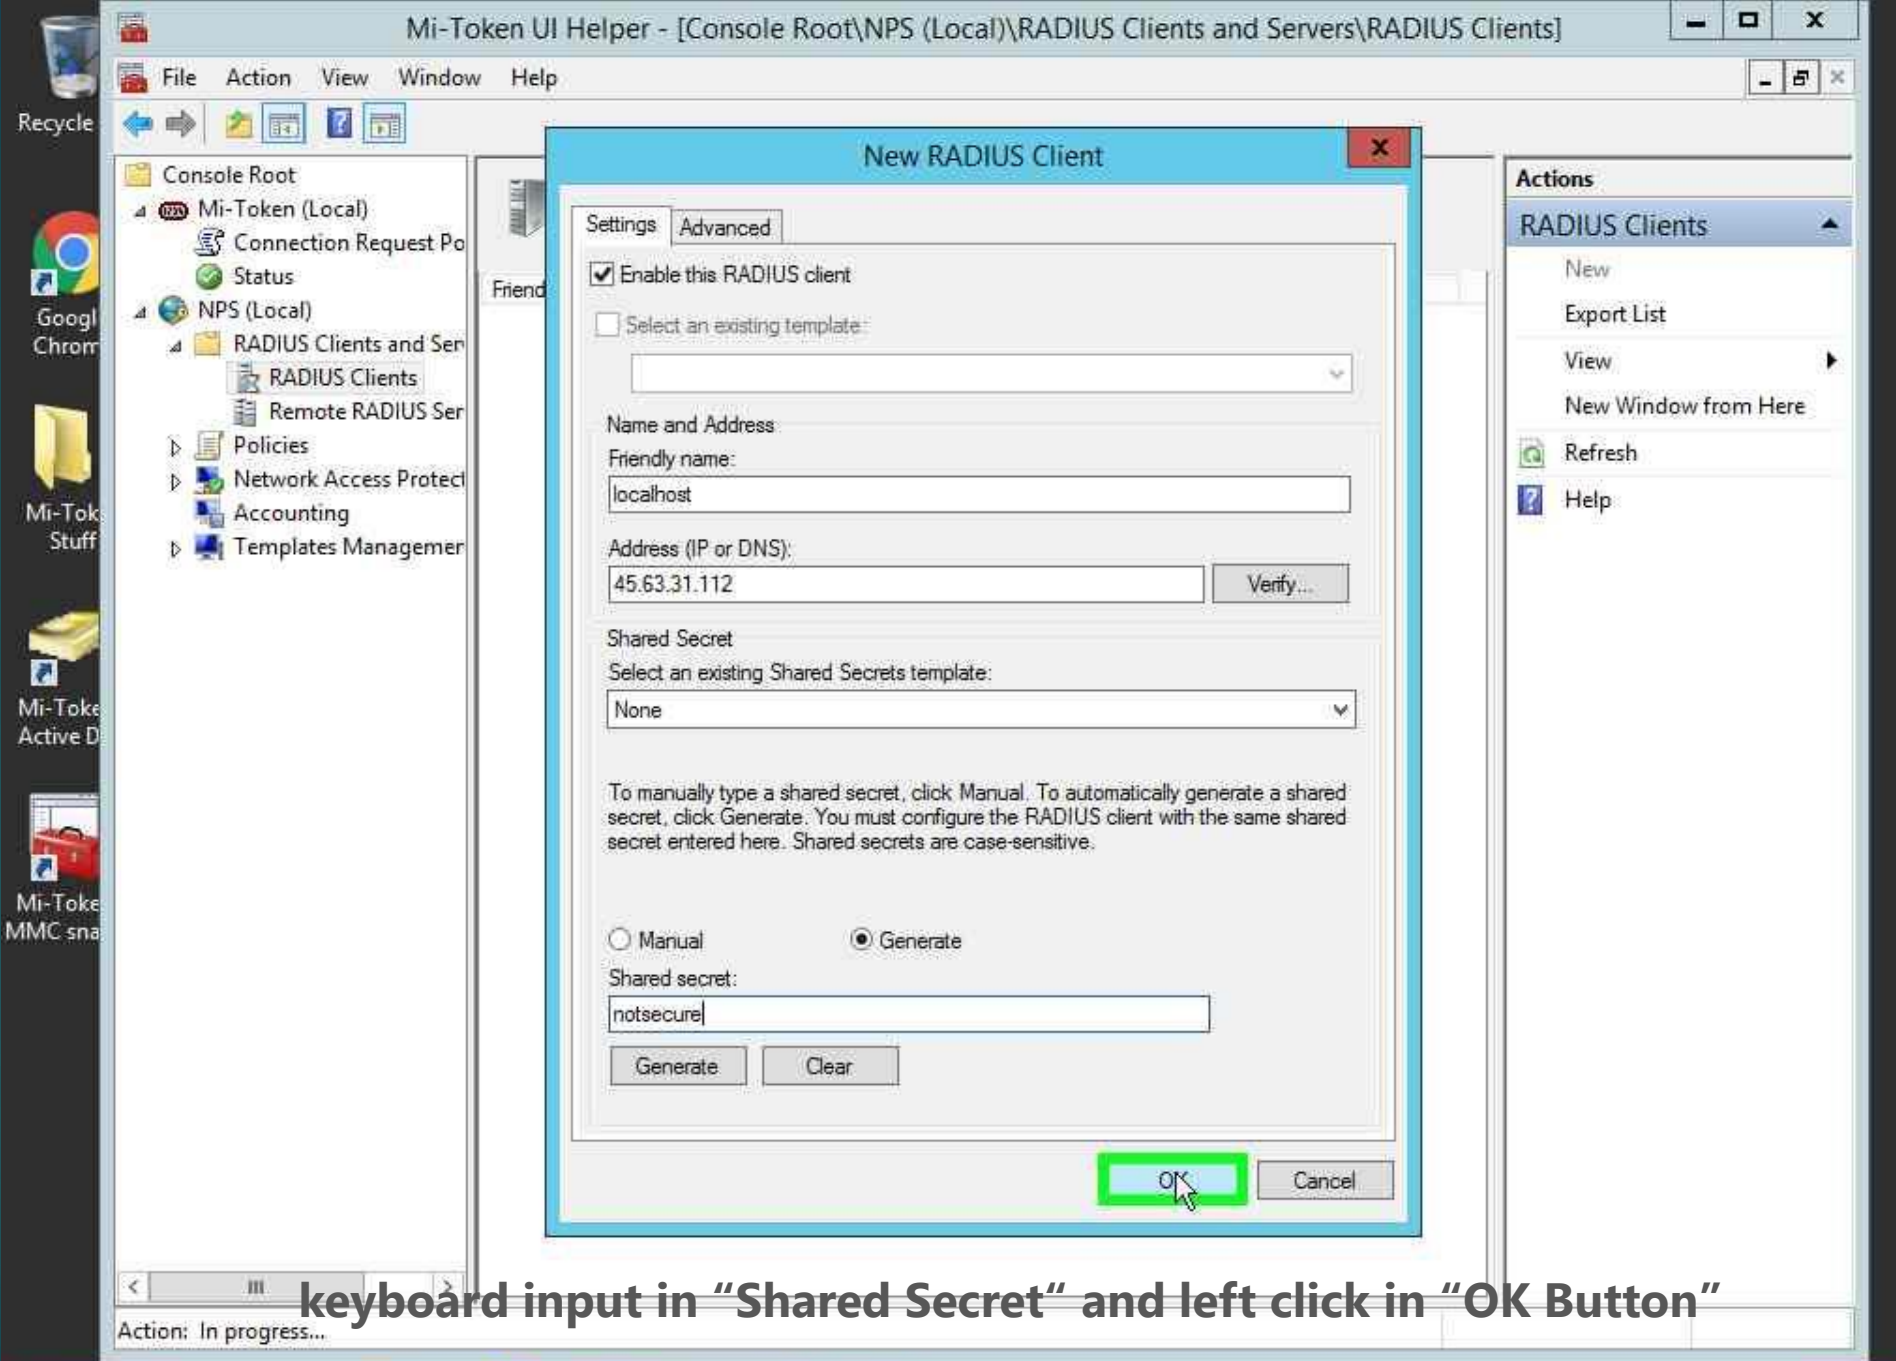 Mi-Token UI Helper - [Console Root\NPS (Local)\RADIUS Clients and Servers\RADIUS Clients]
File Action View Window Help
Recycle
Googl
Chrom
Mi-Tok
Stuff
Mi-Toke
Active D
Mi-Toke
MMC sna
Console Root
Mi-Token (Local)
Connection Request Po
Status
NPS (Local)
RADIUS Clients and Ser
RADIUS Clients
Remote RADIUS Ser
Policies
Network Access Protect
Accounting
Templates Managemer
Friend
New RADIUS Client
Settings Advanced
Enable this RADIUS client
Select an existing template:
Name and Address
Friendly name:
localhost
Address (IP or DNS):
45.63.31.112 Verify...
Shared Secret
Select an existing Shared Secrets template:
None
To manually type a shared secret, click Manual. To automatically generate a shared
secret, click Generate. You must configure the RADIUS client with the same shared
secret entered here. Shared secrets are case-sensitive.
Manual Generate
Shared secret:
notsecure
Generate Clear
OK Cancel
Actions
RADIUS Clients
New
Export List
View
New Window from Here
Refresh
Help
keyboard input in “Shared Secret“ and left click in “OK Button”
Action: In progress...